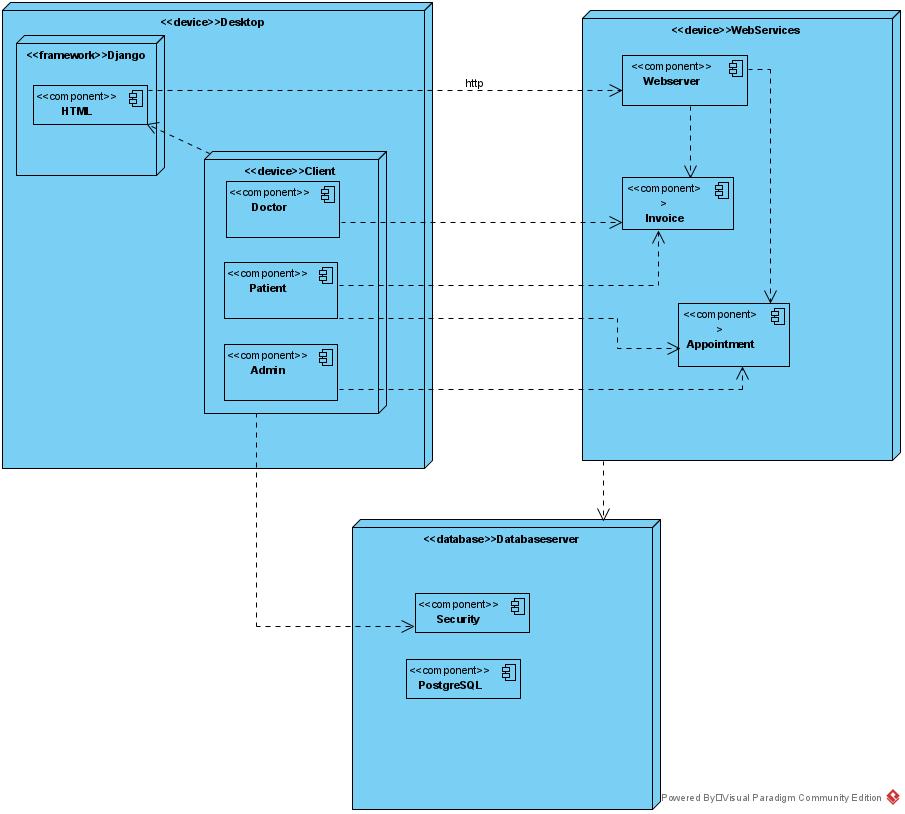 <<device>>Desktop
<<framework>>Django
<<component>>
HTML
http
<<device>>Client
<<component>>
Doctor
<<component>>
Patient
<<component>>
Admin
<<device>>WebServices
<<component>>
Webserver
<<component>
>
Invoice
<<component>
>
Appointment
<<database>>Databaseserver
<<component>>
Security
<<component>>
PostgreSQL
Powered By Visual Paradigm Community Edition